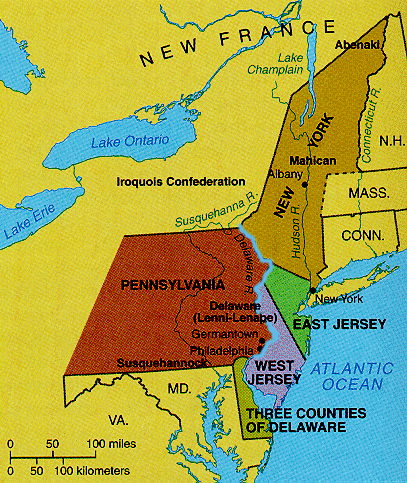 NEW FRANCE
Abenaki
Lake
Champlain
Connecticut R.
Lake Ontario
N.H.
NEW YORK
Mahican
Albany
Iroquois Confederation
MASS.
Lake Erie
Susquehanna R.
Hudson R.
CONN.
Delaware R.
PENNSYLVANIA
New York
Delaware
(Lenni-Lenape)
EAST JERSEY
Germantown
Philadelphia
Susquehannock
WEST
JERSEY
ATLANTIC
OCEAN
MD.
VA.
THREE COUNTIES
OF DELAWARE
0 50 100 miles
0 50 100 kilometers